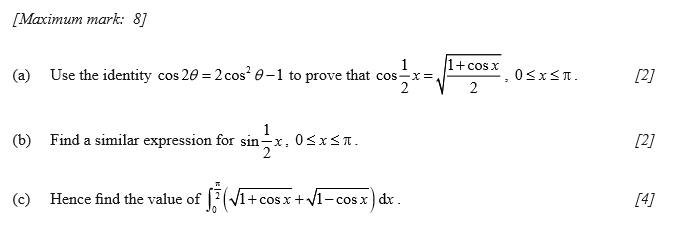 [Maximum mark: 8]
(a) Use the identity cos 2θ = 2cos² θ − 1 to prove that cos ½x = √((1+cos x)/2), 0 ≤ x ≤ π. [2]
(b) Find a similar expression for sin ½x, 0 ≤ x ≤ π. [2]
(c) Hence find the value of ∫₀^(π/2) (√(1+cos x) + √(1−cos x)) dx. [4]